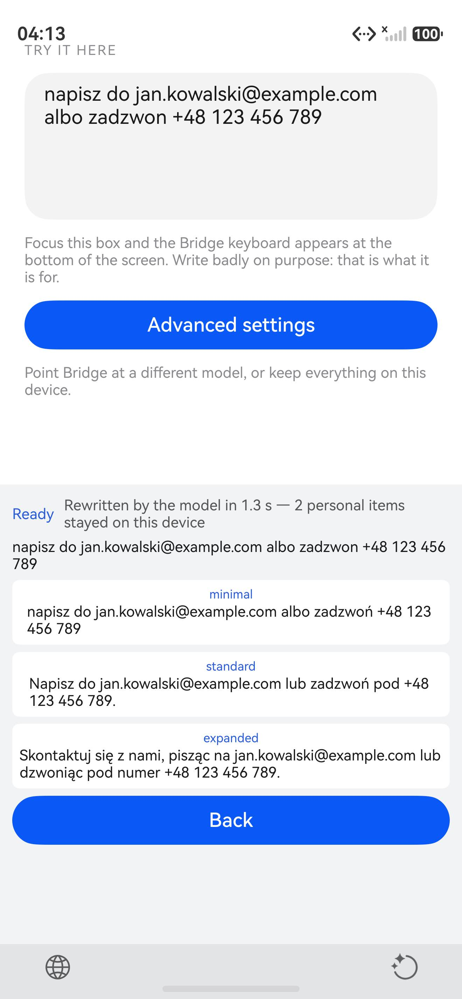 04:13
100
TRY IT HERE
napisz do jan.kowalski@example.com
albo zadzwon +48 123 456 789
Focus this box and the Bridge keyboard appears at the
bottom of the screen. Write badly on purpose: that is what it
is for.
Advanced settings
Point Bridge at a different model, or keep everything on this
device.
Ready
Rewritten by the model in 1.3 s — 2 personal items
stayed on this device
napisz do jan.kowalski@example.com albo zadzwon +48 123 456
789
minimal
napisz do jan.kowalski@example.com albo zadzwoń +48 123
456 789
standard
Napisz do jan.kowalski@example.com lub zadzwoń pod +48
123 456 789.
expanded
Skontaktuj się z nami, pisząc na jan.kowalski@example.com lub
dzwoniąc pod numer +48 123 456 789.
Back